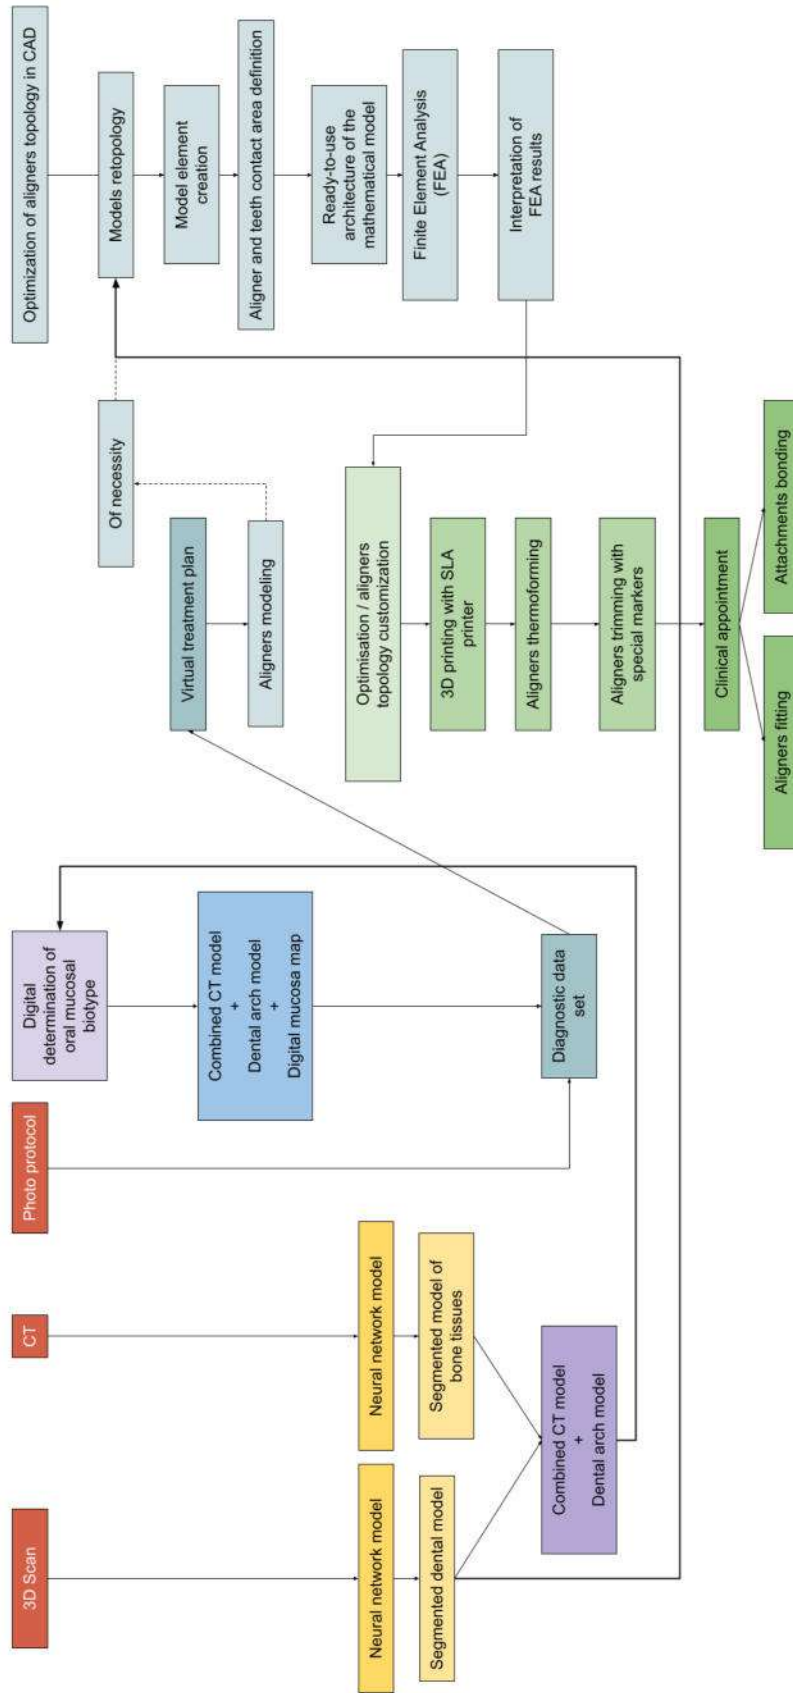 3D Scan
CT
Photo protocol
Digital
determination of
oral mucosal
biotype
Optimization of aligners topology in CAD
Models retopology
Of necessity
Model element
creation
Virtual treatment plan
Combined CT model
+
Dental arch model
+
Digital mucosa map
Aligner and teeth contact area definition
Aligners modeling
Ready-to-use
architecture of the
mathematical model
Neural network model
Neural network model
Optimisation / aligners
topology customization
Finite Element Analysis
(FEA)
Segmented dental model
Segmented model of
bone tissues
3D printing with SLA
printer
Interpretation of
FEA results
Aligners thermoforming
Combined CT model
+
Dental arch model
Diagnostic data
set
Aligners trimming with
special markers
Clinical appointment
Aligners fitting
Attachments bonding